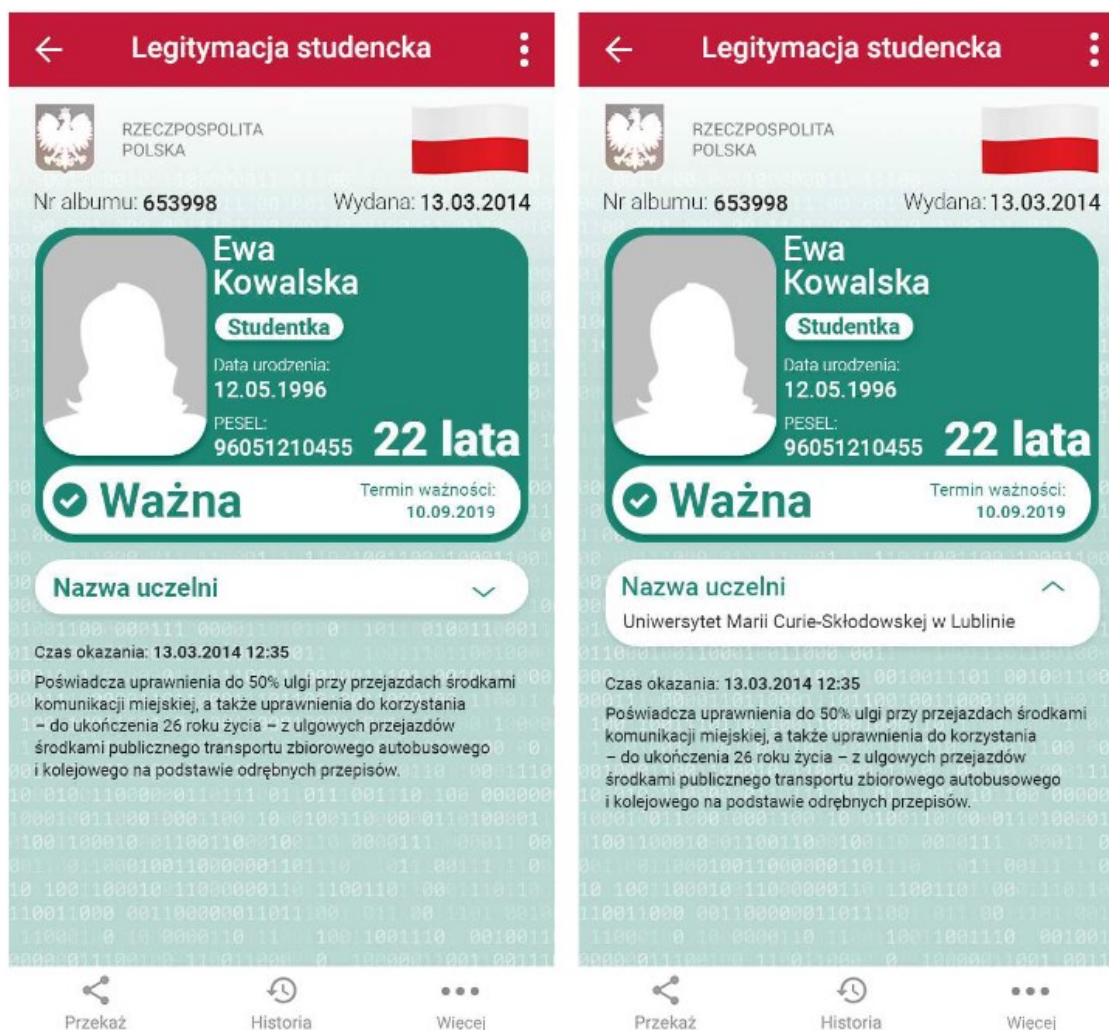 Legitymacja studencka
RZECZPOSPOLITA
POLSKA
Nr albumu: 653998
Wydana: 13.03.2014
Ewa
Kowalska
Studentka
Data urodzenia:
12.05.1996
PESEL:
96051210455
22 lata
Ważna
Termin ważności:
10.09.2019
Nazwa uczelni
Czas okazania: 13.03.2014 12:35
Poświadcza uprawnienia do 50% ulgi przy przejazdach środkami
komunikacji miejskiej, a także uprawnienia do korzystania
– do ukończenia 26 roku życia – z ulgowych przejazdów
środkami publicznego transportu zbiorowego autobusowego
i kolejowego na podstawie odrębnych przepisów.
Przekaż
Historia
Więcej
Legitymacja studencka
RZECZPOSPOLITA
POLSKA
Nr albumu: 653998
Wydana: 13.03.2014
Ewa
Kowalska
Studentka
Data urodzenia:
12.05.1996
PESEL:
96051210455
22 lata
Ważna
Termin ważności:
10.09.2019
Nazwa uczelni
Uniwersytet Marii Curie-Skłodowskej w Lublinie
Czas okazania: 13.03.2014 12:35
Poświadcza uprawnienia do 50% ulgi przy przejazdach środkami
komunikacji miejskiej, a także uprawnienia do korzystania
– do ukończenia 26 roku życia – z ulgowych przejazdów
środkami publicznego transportu zbiorowego autobusowego
i kolejowego na podstawie odrębnych przepisów.
Przekaż
Historia
Więcej